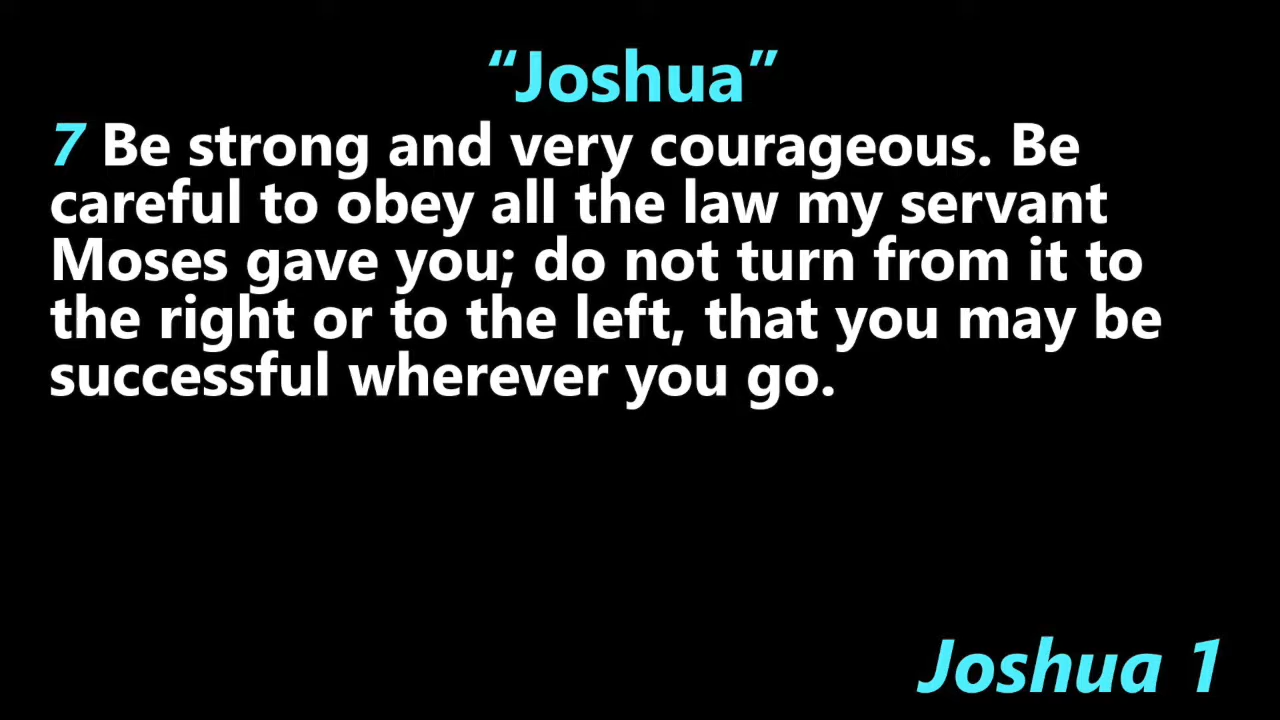 “Joshua”
7 Be strong and very courageous. Be
careful to obey all the law my servant
Moses gave you; do not turn from it to
the right or to the left, that you may be
successful wherever you go.
Joshua 1